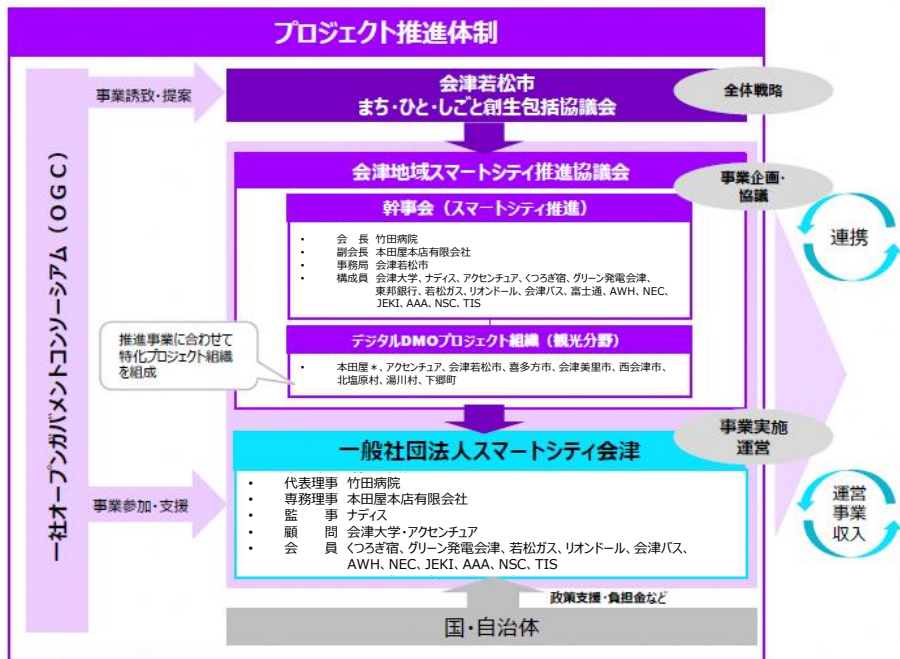 プロジェクト推進体制
一社オープンガバメントコンソーシアム(OGC)
事業誘致・提案
会津若松市
まち・ひと・しごと創生包括協議会
全体戦略
会津地域スマートシティ推進協議会
事業企画・
協議
幹事会(スマートシティ推進)
・ 会 長 竹田病院
・ 副会長 本田屋本店有限会社
・ 事務局 会津若松市
・ 構成員 会津大学、ナディス、アクセンチュア、くつろぎ宿、グリーン発電会津、
東邦銀行、若松ガス、リオンドール、会津バス、富士通、AWH、NEC、
JEKI、AAA、NSC、TIS
連携
推進事業に合わせて
特化プロジェクト組織
を組成
デジタルDMOプロジェクト組織(観光分野)
・ 本田屋*、アクセンチュア、会津若松市、喜多方市、会津美里市、西会津市、
北塩原村、湯川村、下郷町
事業実施
運営
一般社団法人スマートシティ会津
事業参加・支援
・ 代表理事 竹田病院
・ 専務理事 本田屋本店有限会社
・ 監 事 ナディス
・ 顧 問 会津大学・アクセンチュア
・ 会 員 くつろぎ宿、グリーン発電会津、若松ガス、リオンドール、会津バス、
AWH、NEC、JEKI、AAA、NSC、TIS
運営
事業
収入
政策支援・負担金など
国・自治体